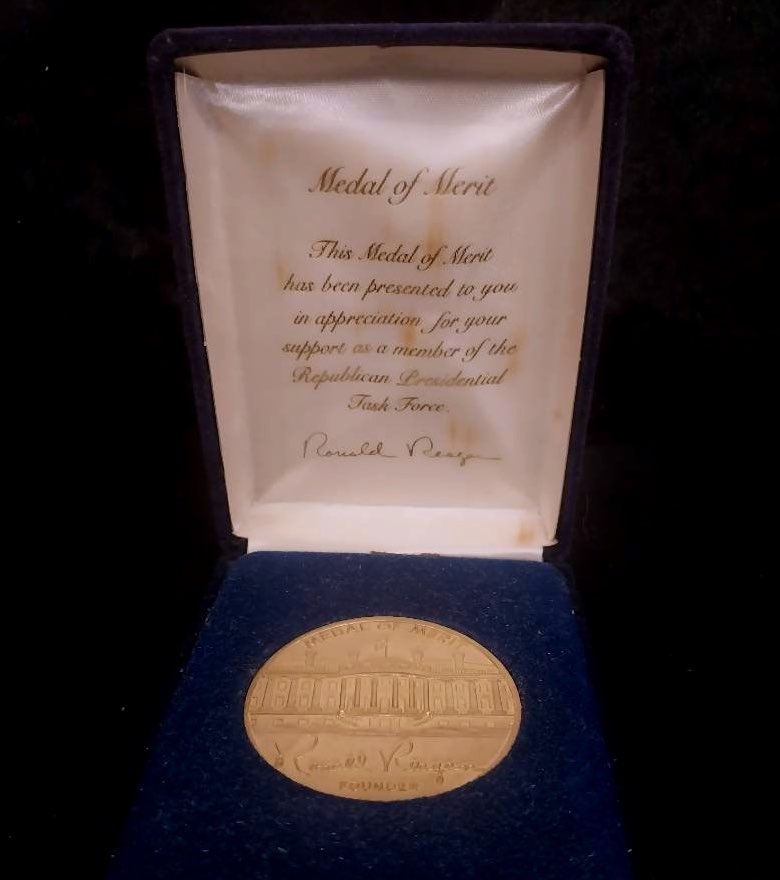 Medal of Merit
This Medal of Merit
has been presented to you
in appreciation for your
support as a member of the
Republican Presidential
Task Force.
Ronald Reagan
MEDAL OF MERIT
Ronald Reagan
FOUNDER